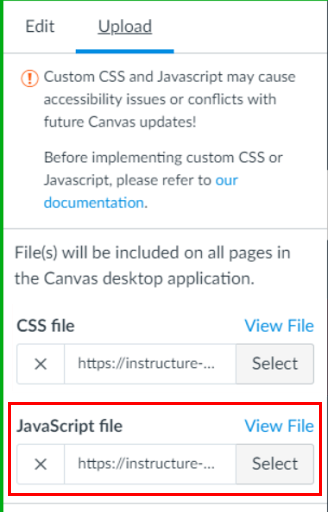 Edit Upload
Custom CSS and Javascript may cause
accessibility issues or conflicts with
future Canvas updates!
Before implementing custom CSS or
Javascript, please refer to our
documentation.
File(s) will be included on all pages in
the Canvas desktop application.
CSS file View File
https://instructure-... Select
JavaScript file View File
https://instructure-... Select